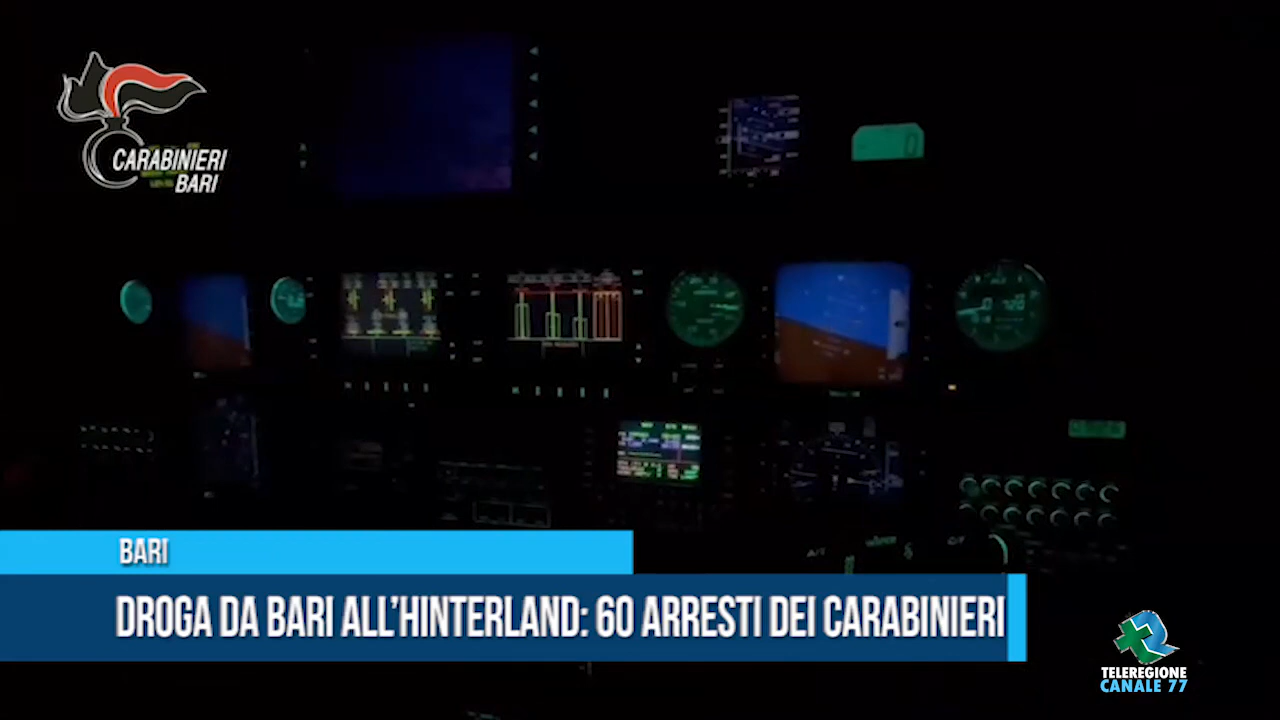 CARABINIERI
BARI
BARI
DROGA DA BARI ALL'HINTERLAND: 60 ARRESTI DEI CARABINIERI
TELEREGIONE
CANALE 77